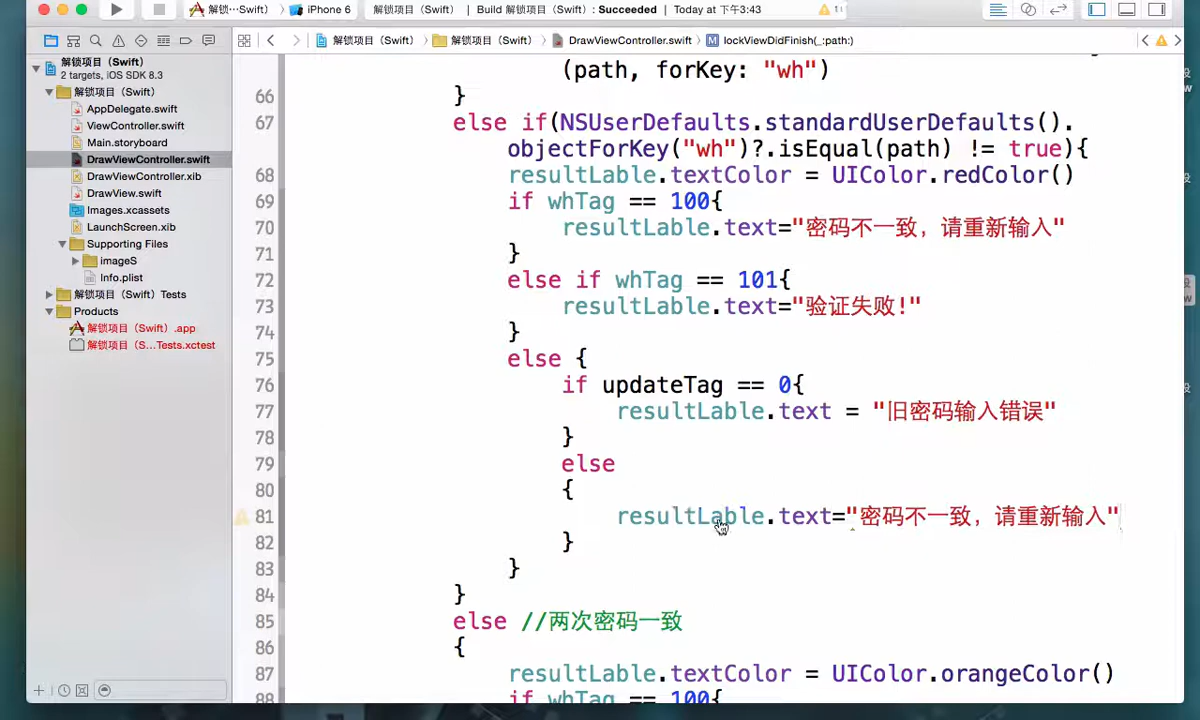 解锁···Swift） iPhone 6 解锁项目（Swift） Build 解锁项目（Swift）: Succeeded Today at 下午3:43
解锁项目（Swift） 解锁项目（Swift） DrawViewController.swift M lockViewDidFinish(_:path:)
解锁项目（Swift）
2 targets, iOS SDK 8.3
解锁项目（Swift）
AppDelegate.swift
ViewController.swift
Main.storyboard
DrawViewController.swift
DrawViewController.xib
DrawView.swift
Images.xcassets
LaunchScreen.xib
Supporting Files
imageS
Info.plist
解锁项目（Swift）Tests
Products
解锁项目（Swift）.app
解锁项目（S...Tests.xctest
(path, forKey: "wh")
66 }
67 else if(NSUserDefaults.standardUserDefaults().
objectForKey("wh")?.isEqual(path) != true){
68 resultLable.textColor = UIColor.redColor()
69 if whTag == 100{
70 resultLable.text="密码不一致，请重新输入"
71 }
72 else if whTag == 101{
73 resultLable.text="验证失败!"
74 }
75 else {
76 if updateTag == 0{
77 resultLable.text = "旧密码输入错误"
78 }
79 else
80 {
81 resultLable.text="密码不一致，请重新输入"
82 }
83 }
84 }
85 else //两次密码一致
86 {
87 resultLable.textColor = UIColor.orangeColor()
88 if whTag == 100{